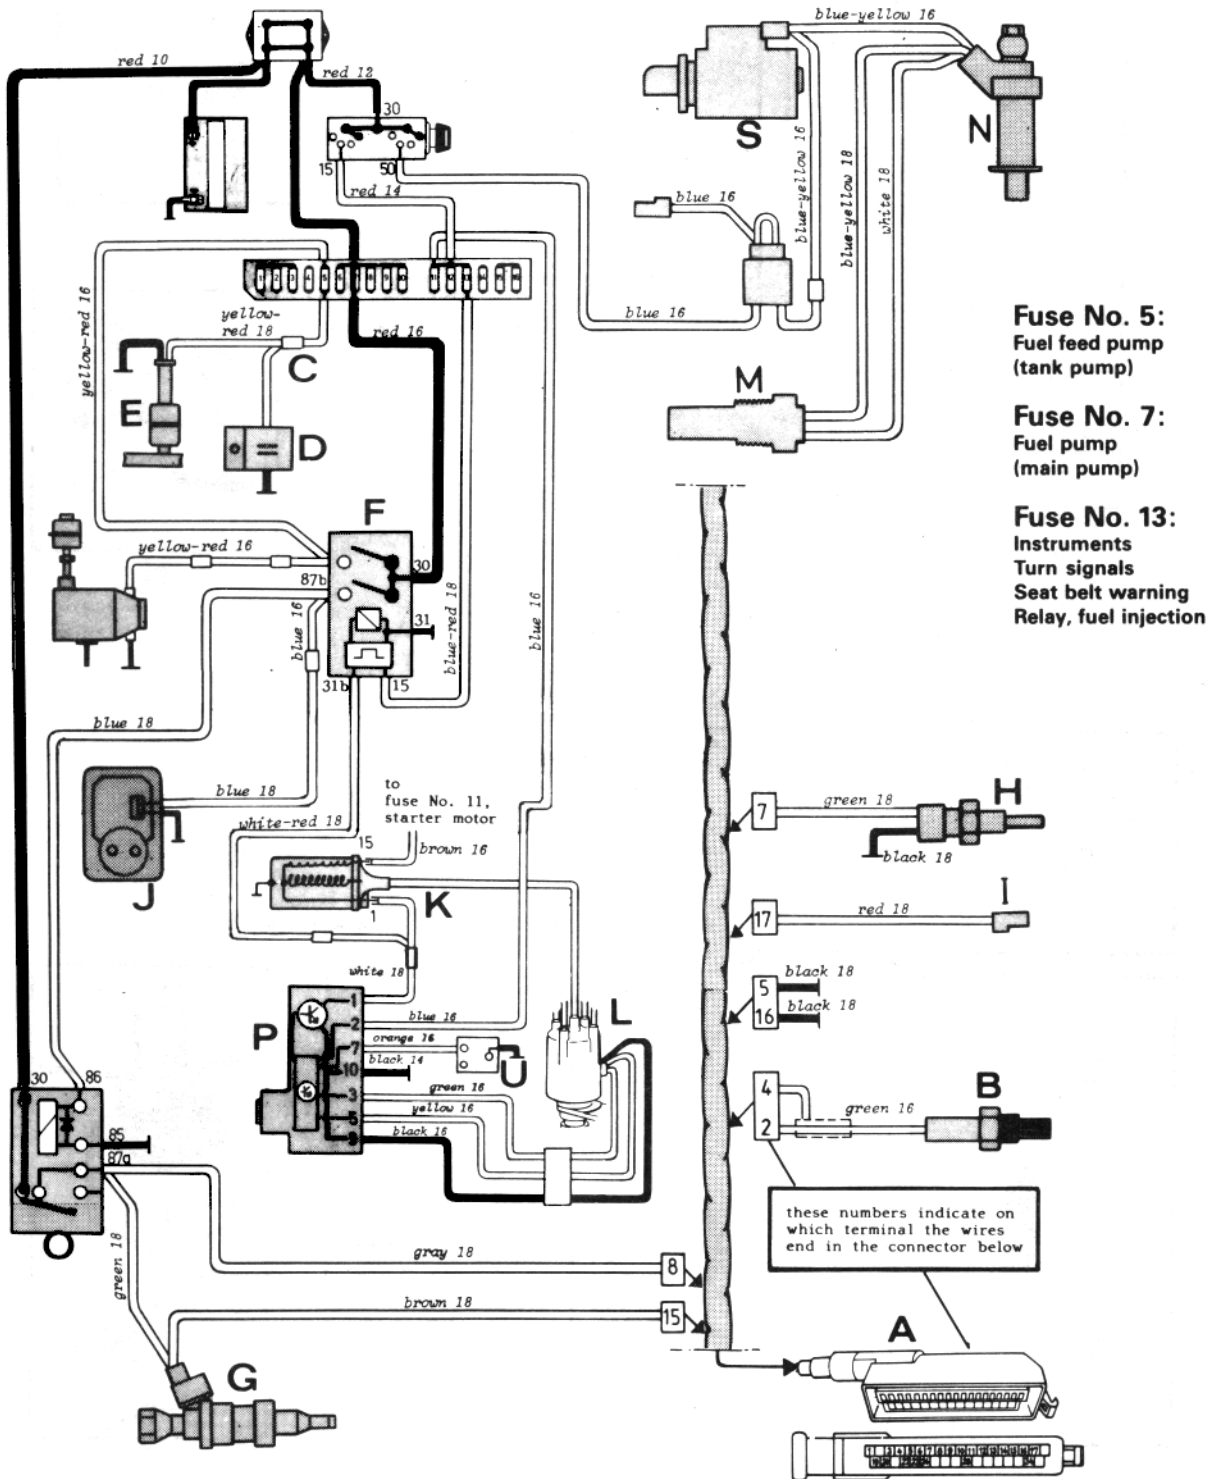 blue-yellow 16
red 10
red 12
30
S
N
15
50
red 14
blue 16
blue-yellow 16
blue-yellow 18
white 18
yellow-red 16
yellow-
red 18
red 16
blue 16
C
E
D
M
Fuse No. 5:
Fuel feed pump
(tank pump)
Fuse No. 7:
Fuel pump
(main pump)
Fuse No. 13:
Instruments
Turn signals
Seat belt warning
Relay, fuel injection
F
yellow-red 16
30
87b
31
blue 16
blue-red 18
blue 16
31b
15
blue 18
J
blue 18
to
fuse No. 11,
starter motor
white-red 18
15
brown 16
K
1
white 18
7
green 18
H
black 18
17
red 18
I
5
black 18
16
black 18
P
1
2
7
10
3
5
9
blue 16
orange 16
black 14
green 16
yellow 16
black 16
U
L
4
2
green 16
B
30
86
85
87a
O
these numbers indicate on
which terminal the wires
end in the connector below
green 18
gray 18
8
brown 18
15
A
G